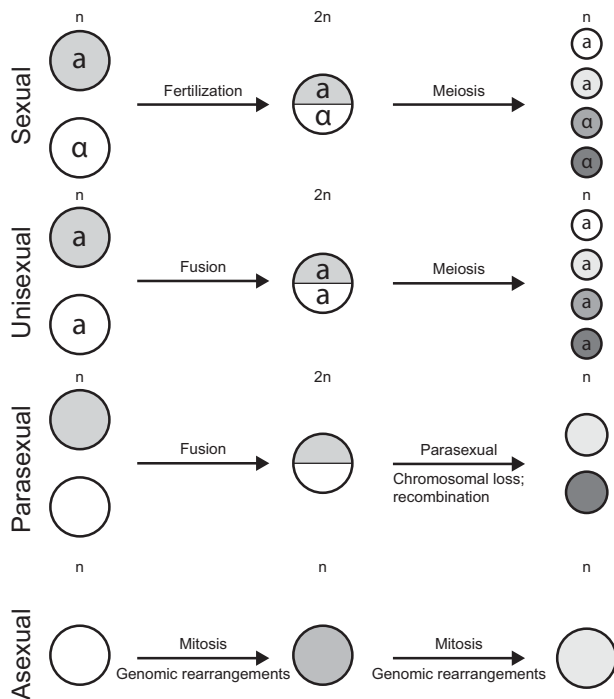 n 2n n
Sexual
a
α
Fertilization
a
α
Meiosis
a
a
α
α
n 2n n
Unisexual
a
a
Fusion
a
a
Meiosis
a
a
a
a
n 2n n
Parasexual
Fusion
Parasexual
Chromosomal loss;
recombination
n n n
Asexual
Mitosis
Genomic rearrangements
Mitosis
Genomic rearrangements